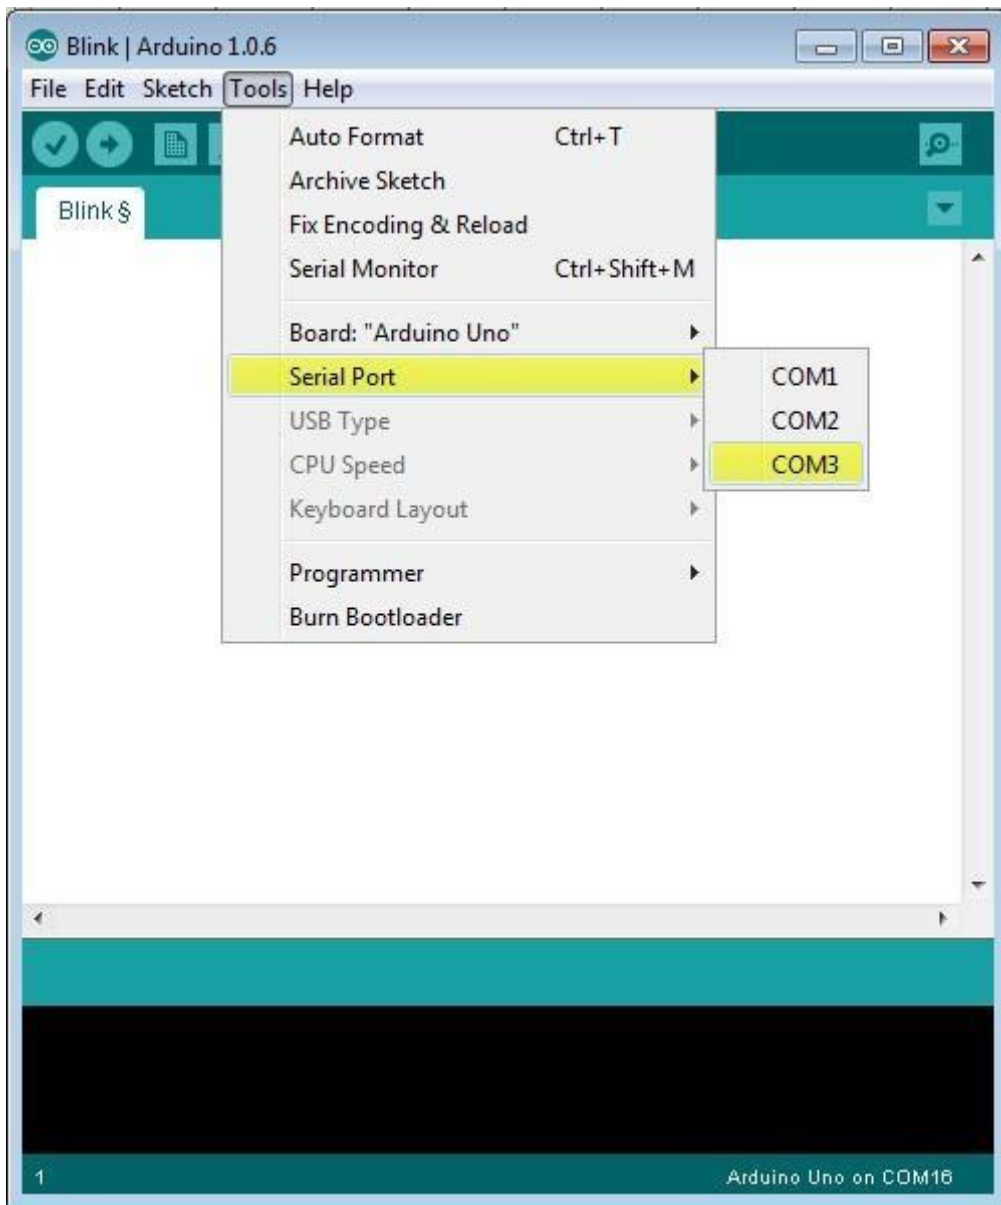 Blink | Arduino 1.0.6
File Edit Sketch Tools Help
Auto Format Ctrl+T
Archive Sketch
Blink §
Fix Encoding & Reload
Serial Monitor Ctrl+Shift+M
Board: "Arduino Uno"
Serial Port COM1
USB Type COM2
CPU Speed COM3
Keyboard Layout
Programmer
Burn Bootloader
1 Arduino Uno on COM16